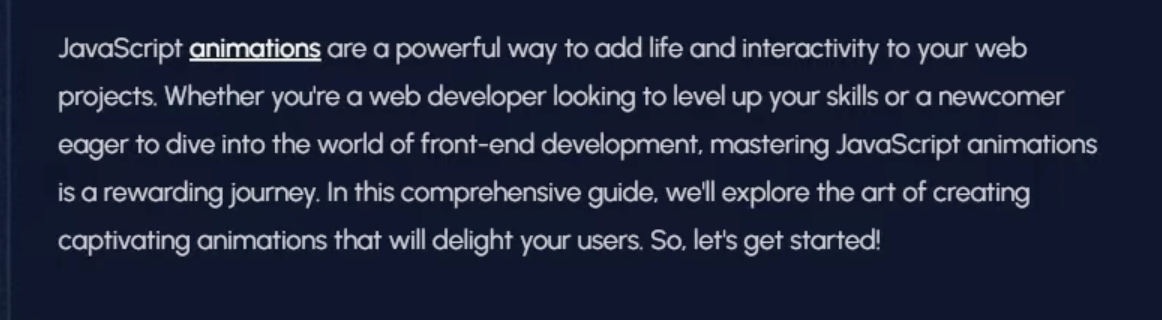 JavaScript animations are a powerful way to add life and interactivity to your web
projects. Whether you're a web developer looking to level up your skills or a newcomer
eager to dive into the world of front-end development, mastering JavaScript animations
is a rewarding journey. In this comprehensive guide, we'll explore the art of creating
captivating animations that will delight your users. So, let's get started!